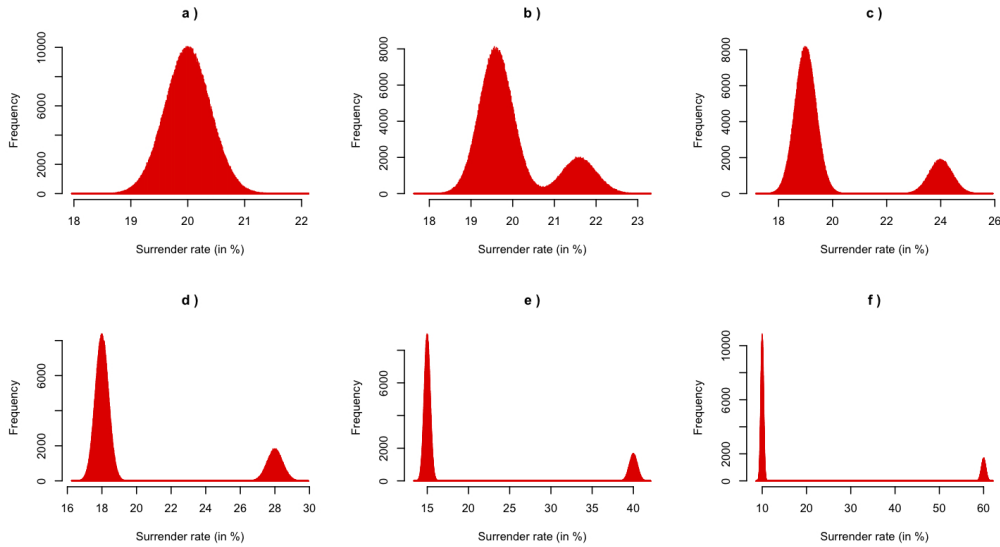 a )
Frequency
10000
6000
2000
0
18 19 20 21 22
Surrender rate (in %)
b )
Frequency
8000
6000
4000
2000
0
18 19 20 21 22 23
Surrender rate (in %)
c )
Frequency
8000
6000
4000
2000
0
18 20 22 24 26
Surrender rate (in %)
d )
Frequency
6000
2000
0
16 18 20 22 24 26 28 30
Surrender rate (in %)
e )
Frequency
6000
2000
0
15 20 25 30 35 40
Surrender rate (in %)
f )
Frequency
10000
6000
2000
0
10 20 30 40 50 60
Surrender rate (in %)